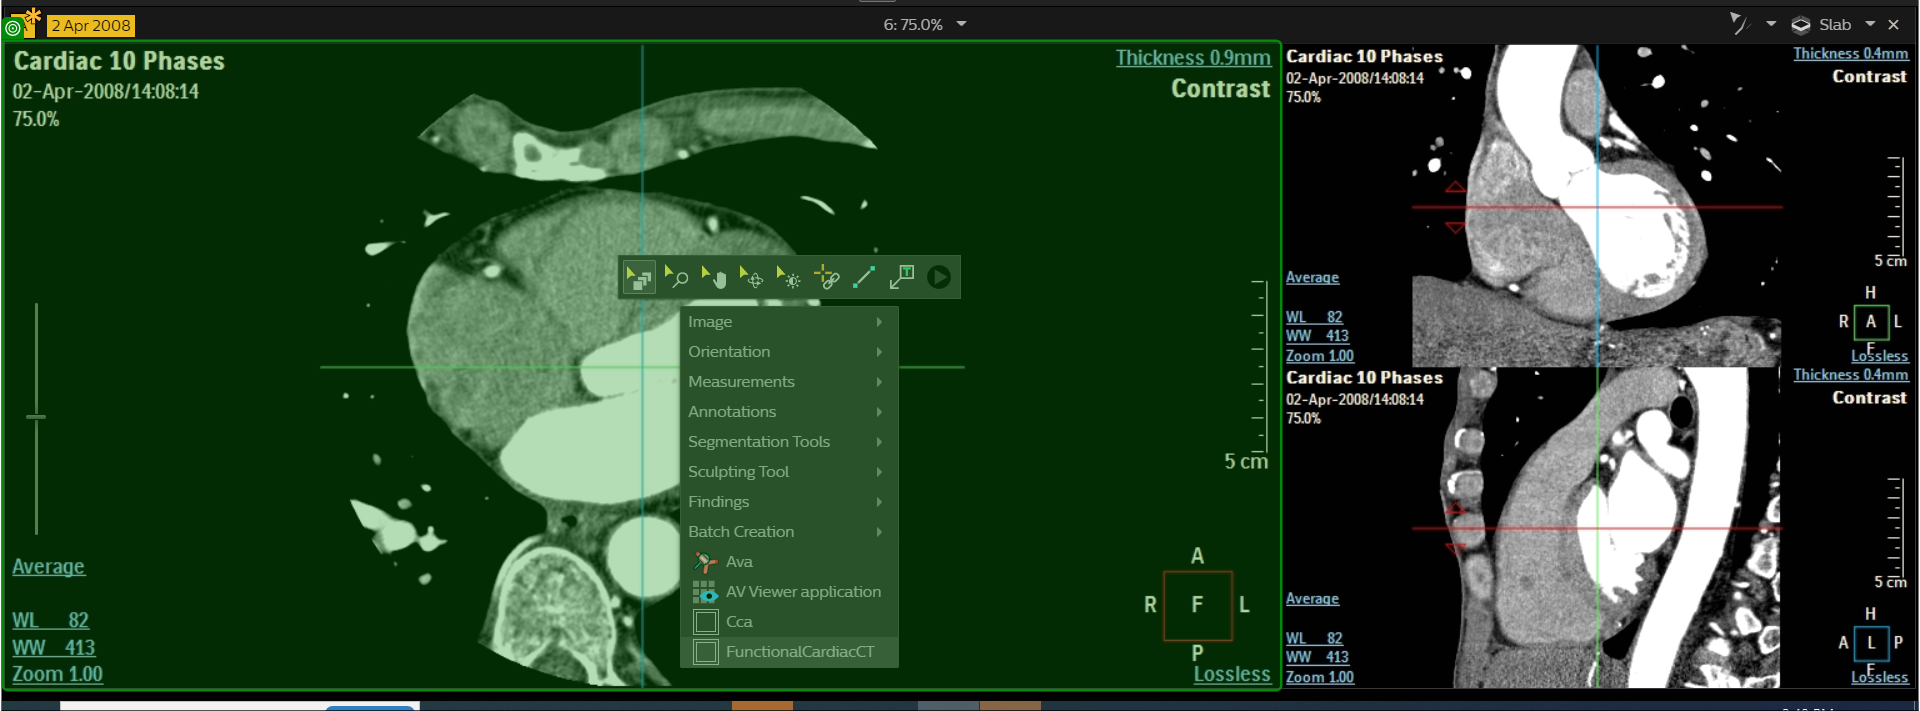 2 Apr 2008
6: 75.0%
Slab
Cardiac 10 Phases
02-Apr-2008/14:08:14
75.0%
Thickness 0.9mm
Contrast
Image
Orientation
Measurements
Annotations
Segmentation Tools
Sculpting Tool
Findings
Batch Creation
Ava
AV Viewer application
Cca
FunctionalCardiacCT
5 cm
Average
WL 82
WW 413
Zoom 1.00
A
R F L
P
Lossless
Cardiac 10 Phases
02-Apr-2008/14:08:14
75.0%
Thickness 0.4mm
Contrast
5 cm
Average
WL 82
WW 413
Zoom 1.00
H
R A L
F
Lossless
Cardiac 10 Phases
02-Apr-2008/14:08:14
75.0%
Thickness 0.4mm
Contrast
5 cm
Average
WL 82
WW 413
Zoom 1.00
H
A L P
F
Lossless